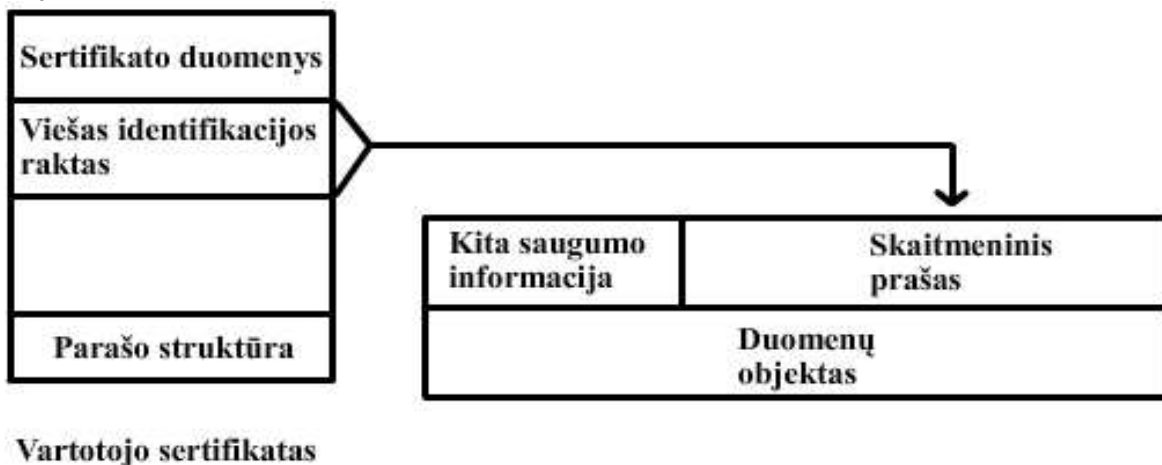 Sertifikato duomenys
Viešas identifikacijos
raktas
Kita saugumo
informacija
Skaitmeninis
prašas
Parašo struktūra
Duomenų
objektas
Vartotojo sertifikatas